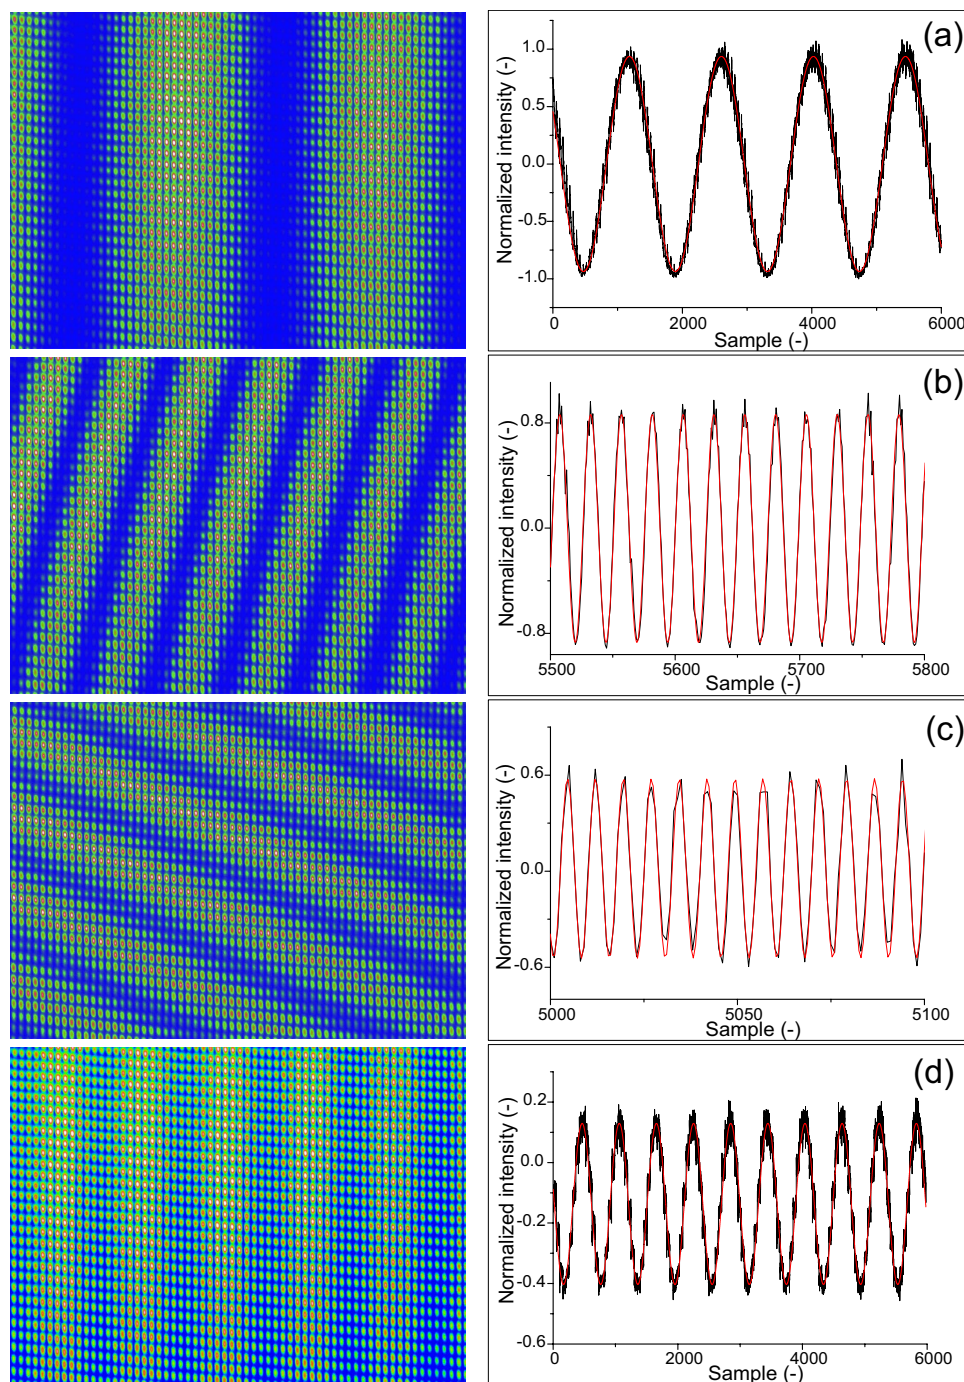 (a)
Normalized intensity (-)
1.0
0.5
0.0
-0.5
-1.0
0
2000
4000
6000
Sample (-)
(b)
Normalized intensity (-)
0.8
0.0
-0.8
5500
5600
5700
5800
Sample (-)
(c)
Normalized intensity (-)
0.6
0.0
-0.6
5000
5050
5100
Sample (-)
(d)
Normalized intensity (-)
0.2
0.0
-0.2
-0.4
-0.6
0
2000
4000
6000
Sample (-)